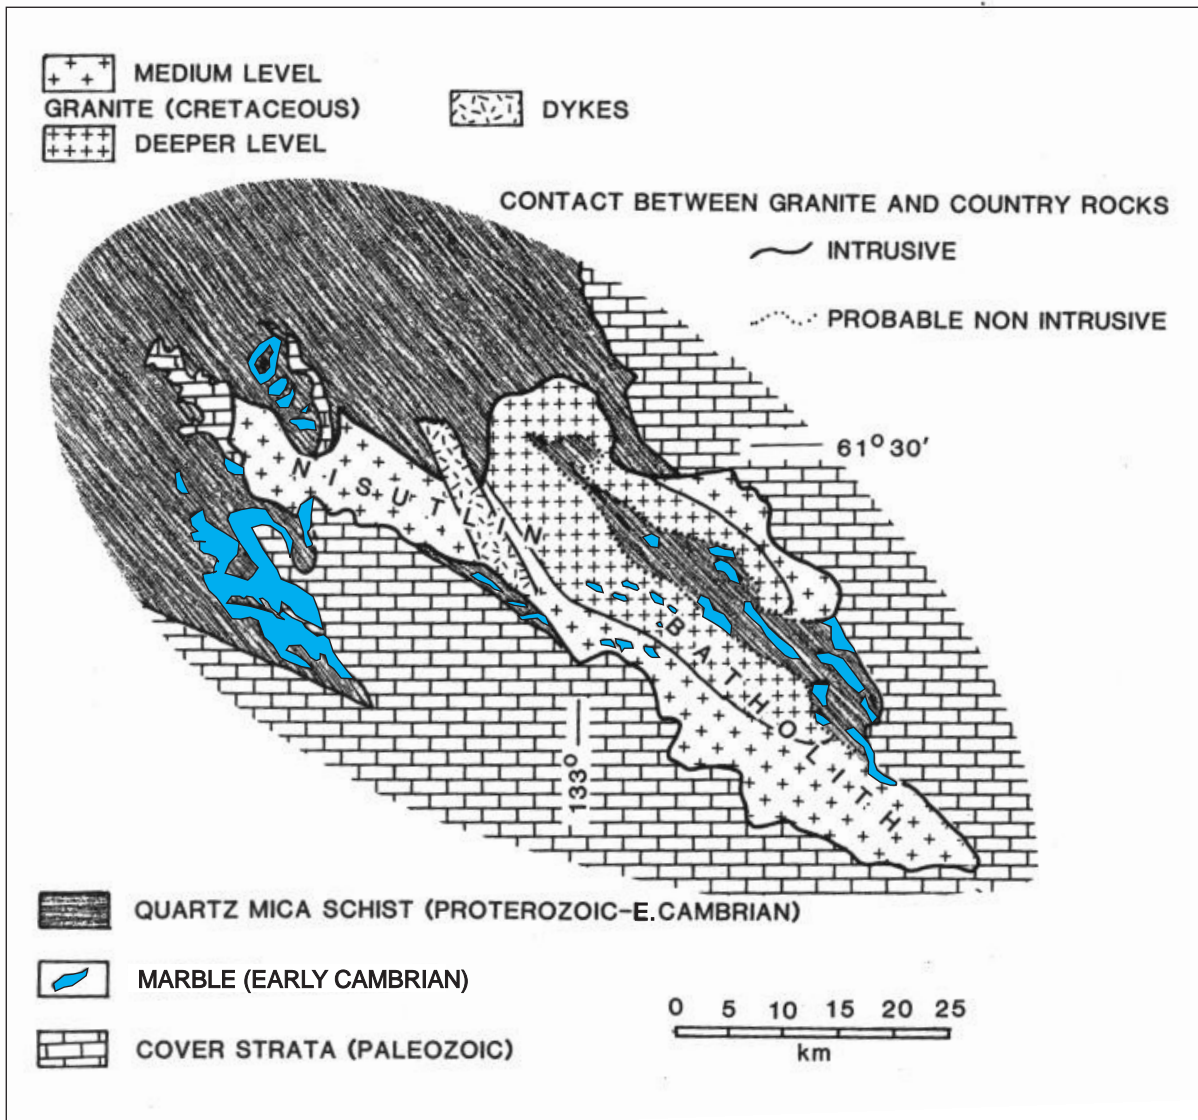 MEDIUM LEVEL
GRANITE (CRETACEOUS)
DEEPER LEVEL
DYKES
CONTACT BETWEEN GRANITE AND COUNTRY ROCKS
INTRUSIVE
PROBABLE NON INTRUSIVE
61° 30'
NISUTLIN BATHOLITH
133°
QUARTZ MICA SCHIST (PROTEROZOIC-E. CAMBRIAN)
MARBLE (EARLY CAMBRIAN)
COVER STRATA (PALEOZOIC)
0 5 10 15 20 25
km